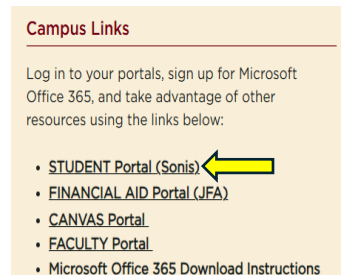 Campus Links
Log in to your portals, sign up for Microsoft
Office 365, and take advantage of other
resources using the links below:
• STUDENT Portal (Sonis)
• FINANCIAL AID Portal (JFA)
• CANVAS Portal
• FACULTY Portal
• Microsoft Office 365 Download Instructions